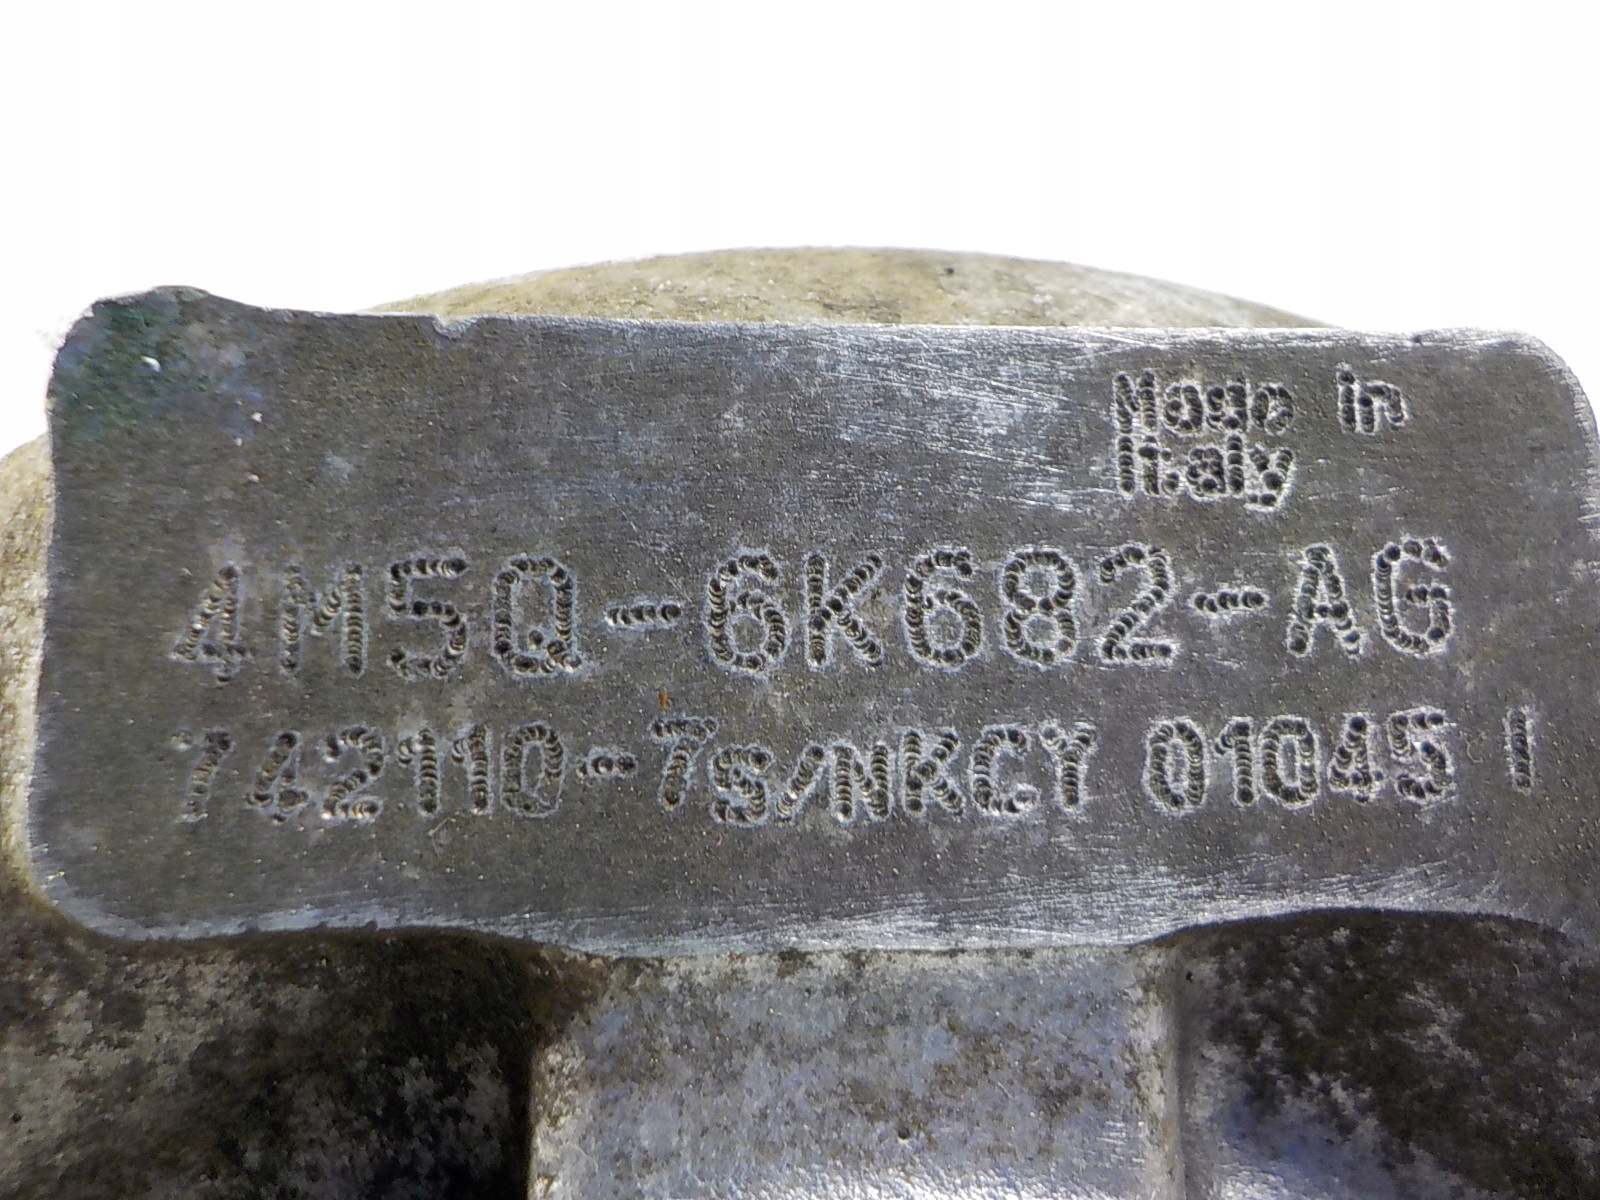 Made in
Italy
4M5Q-6K682-AG
742110-7S/NKCY 01045 I